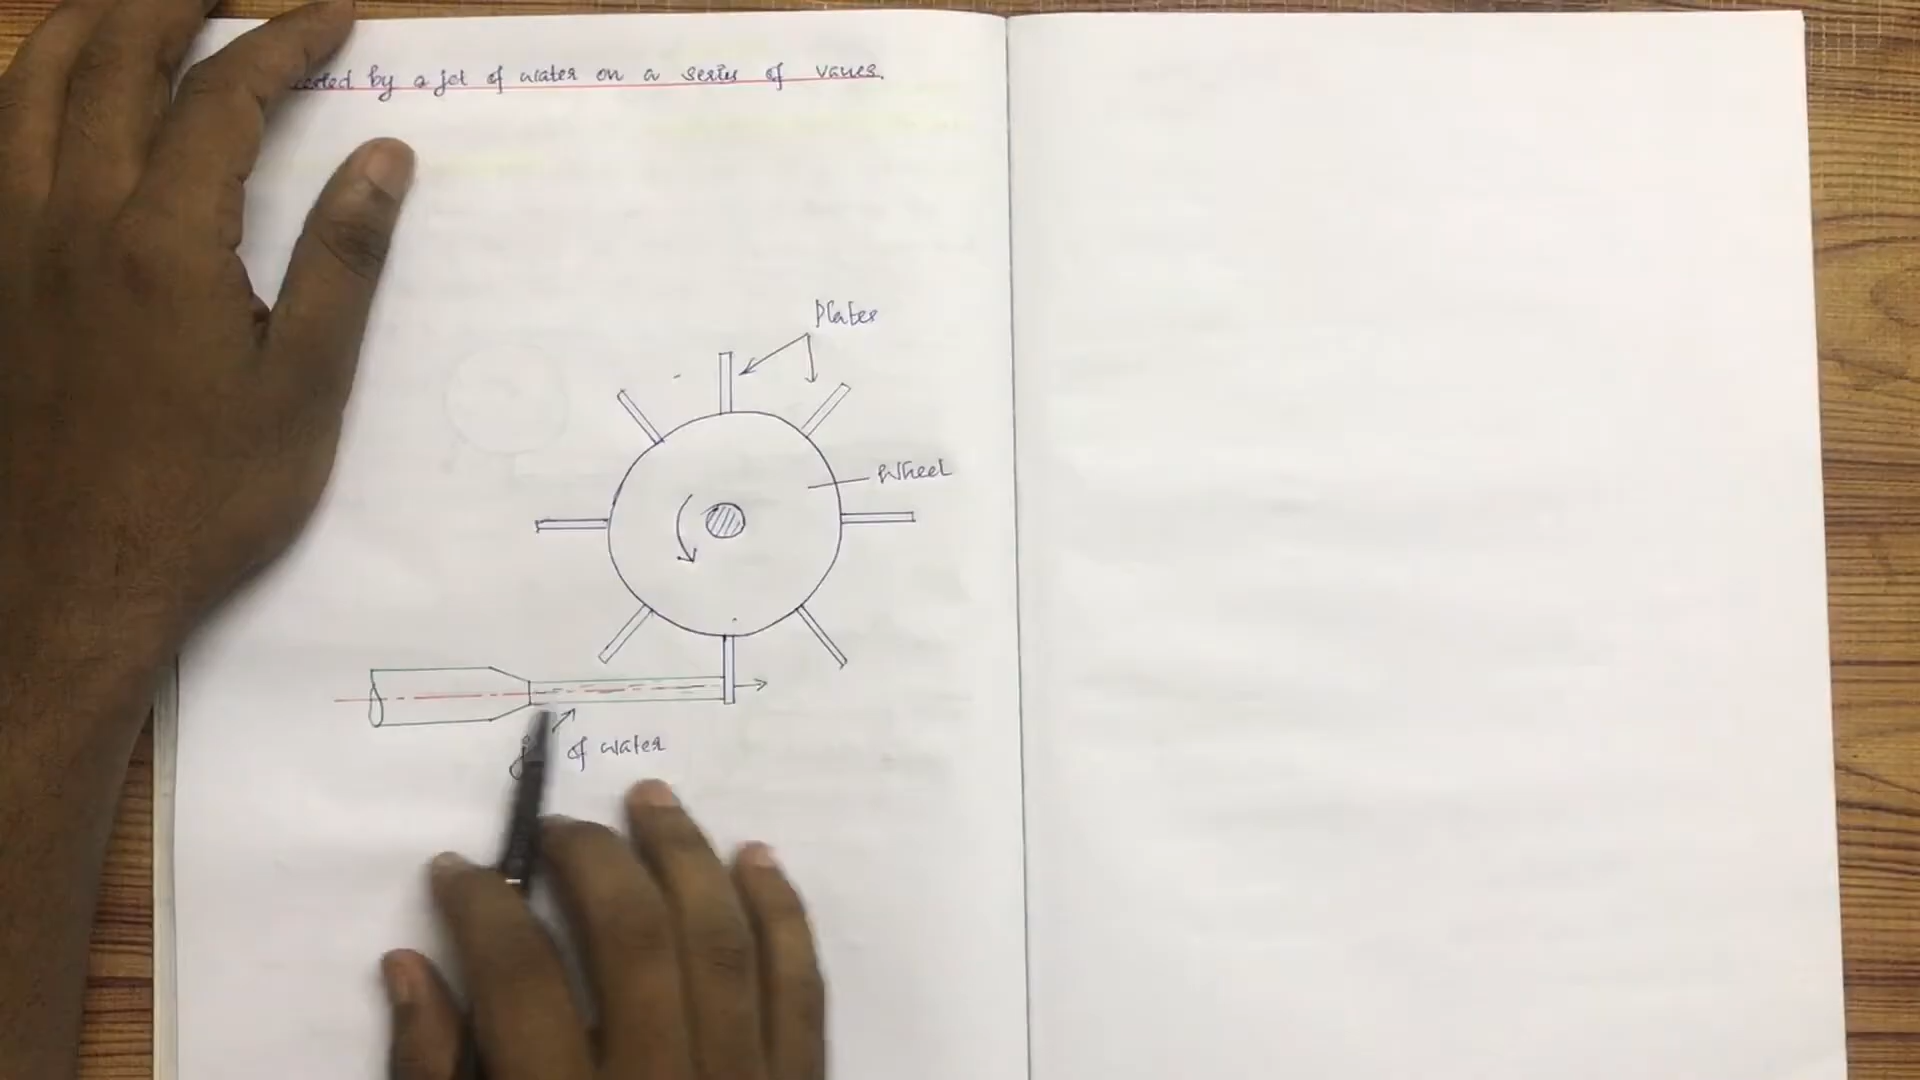 by a jet of water on a series of vanes.
Plates
Wheel
of water